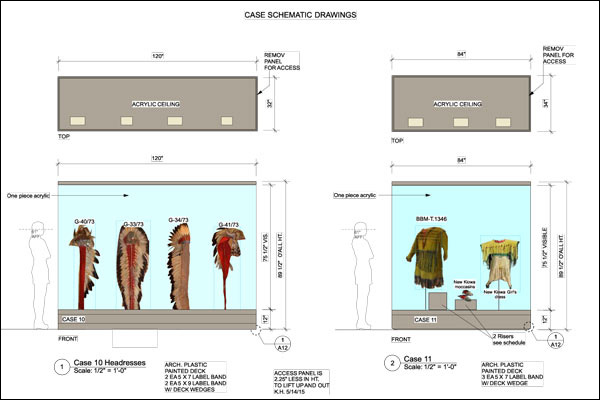 CASE SCHEMATIC DRAWINGS
120"
REMOV
PANEL
FOR ACCESS
ACRYLIC CEILING
32"
TOP
84"
REMOV
PANEL
FOR ACCESS
ACRYLIC CEILING
34"
TOP
120"
One piece acrylic
G-40/73
G-33/73
G-34/73
G-41/73
75 1/2" VIS.
89 1/2" O'ALL HT.
12"
CASE 10
FRONT
1
A12
1
Case 10 Headresses
Scale: 1/2" = 1'-0"
ARCH. PLASTIC
PAINTED DECK
2 EA 5 X 7 LABEL BAND
2 EA 5 X 9 LABEL BAND
W/ DECK WEDGES
ACCESS PANEL IS
2.25" LESS IN HT.
TO LIFT UP AND OUT
K.H. 5/14/15
84"
One piece acrylic
BBM-T.1346
New Kiowa
moccasins
New Kiowa Girl's
dress
75 1/2" VISIBLE
89 1/2" O'ALL HT.
12"
CASE 11
2 Risers
see schedule
FRONT
1
A12
2
Case 11
Scale: 1/2" = 1'-0"
ARCH. PLASTIC
PAINTED DECK
3 EA 5 X 7 LABEL BAND
W/ DECK WEDGE